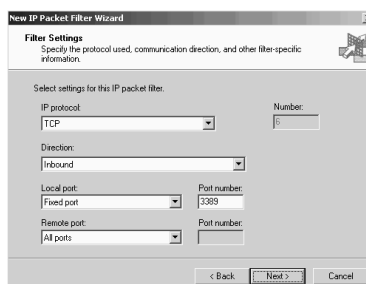 New IP Packet Filter Wizard
Filter Settings
Specify the protocol used, communication direction, and other filter-specific
information.
Select settings for this IP packet filter.
IP protocol:
Number:
TCP
6
Direction:
Inbound
Local port:
Port number:
Fixed port
3389
Remote port:
Port number:
All ports
< Back
Next >
Cancel